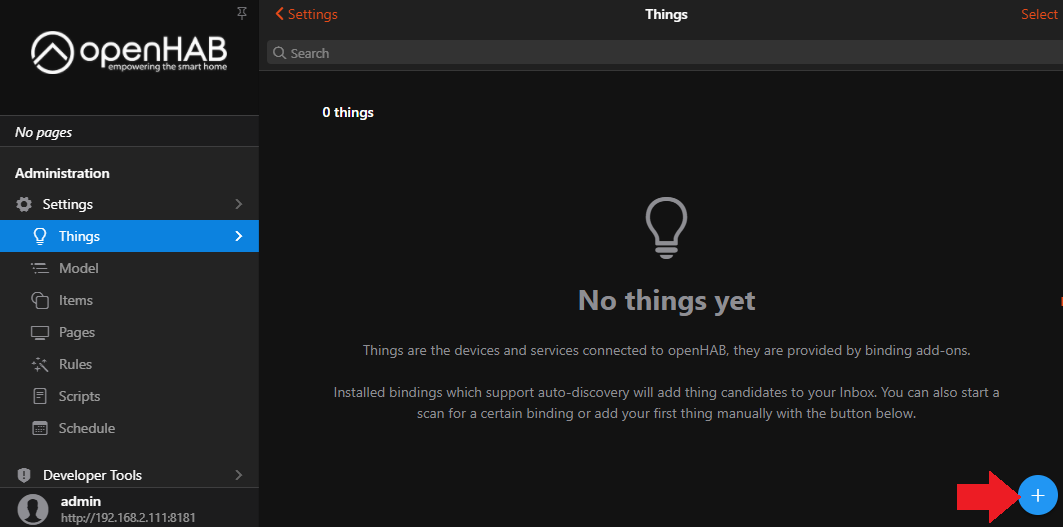 openHAB
empowering the smart home
No pages
Administration
Settings
Things
Model
Items
Pages
Rules
Scripts
Schedule
Developer Tools
admin
http://192.168.2.111:8181
Settings
Things
Select
Search
0 things
No things yet
Things are the devices and services connected to openHAB, they are provided by binding add-ons.
Installed bindings which support auto-discovery will add thing candidates to your Inbox. You can also start a
scan for a certain binding or add your first thing manually with the button below.